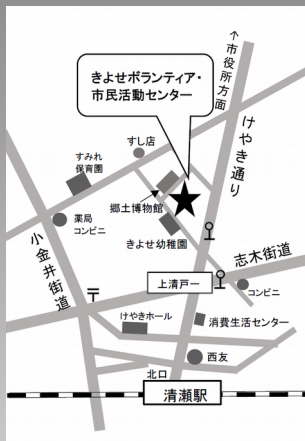 ↑市役所方面
きよせボランティア・
市民活動センター
けやき通り
すし店
すみれ
保育園
郷土博物館
薬局
コンビニ
きよせ幼稚園
小金井街道
志木街道
上清戸一
コンビニ
〒
けやきホール
消費生活センター
西友
北口
清瀬駅